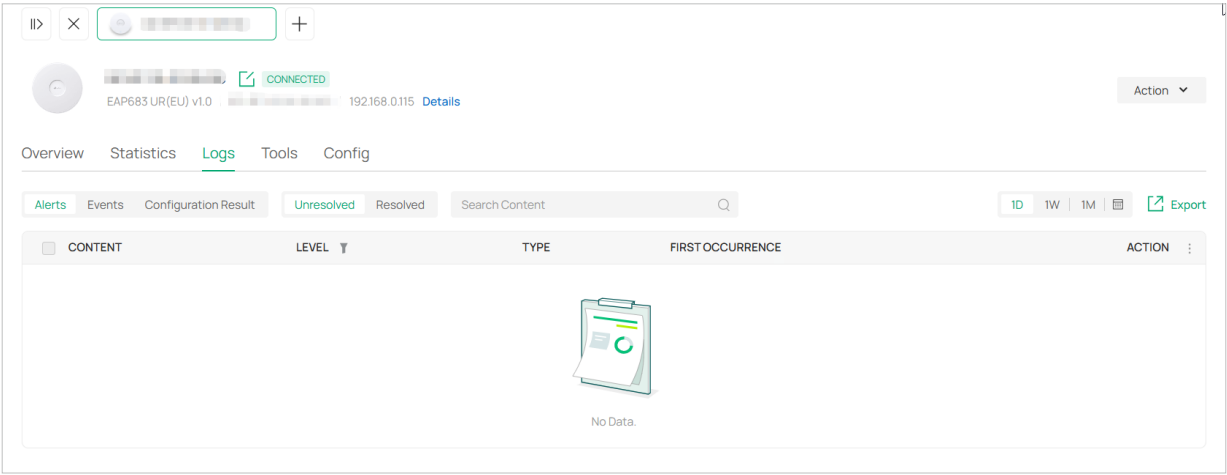 CONNECTED
EAP683 UR(EU) v1.0 192.168.0.115 Details
Action
Overview Statistics Logs Tools Config
Alerts Events Configuration Result Unresolved Resolved Search Content 1D 1W 1M Export
CONTENT LEVEL TYPE FIRST OCCURRENCE ACTION
No Data.